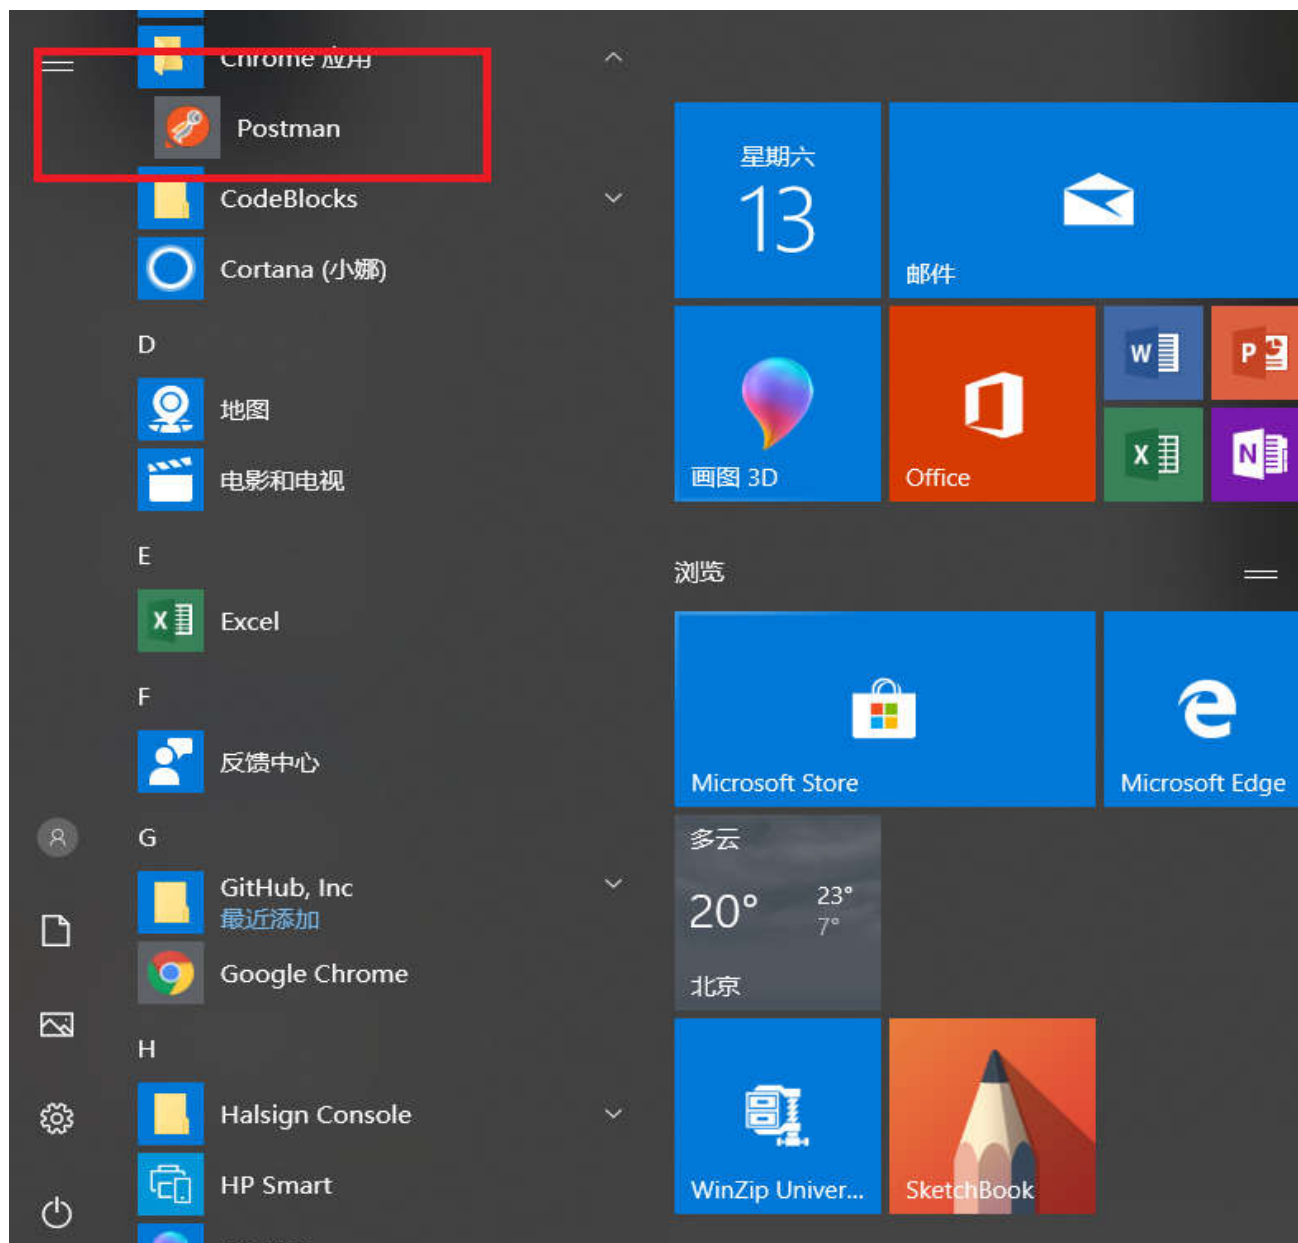 Chrome 应用
Postman
CodeBlocks
Cortana (小娜)
D
地图
电影和电视
E
Excel
F
反馈中心
G
GitHub, Inc
最近添加
Google Chrome
H
Halsign Console
HP Smart
星期六
13
邮件
画图 3D
Office
W
P
X
N
浏览
Microsoft Store
Microsoft Edge
多云
20°
23°
7°
北京
WinZip Univer...
SketchBook